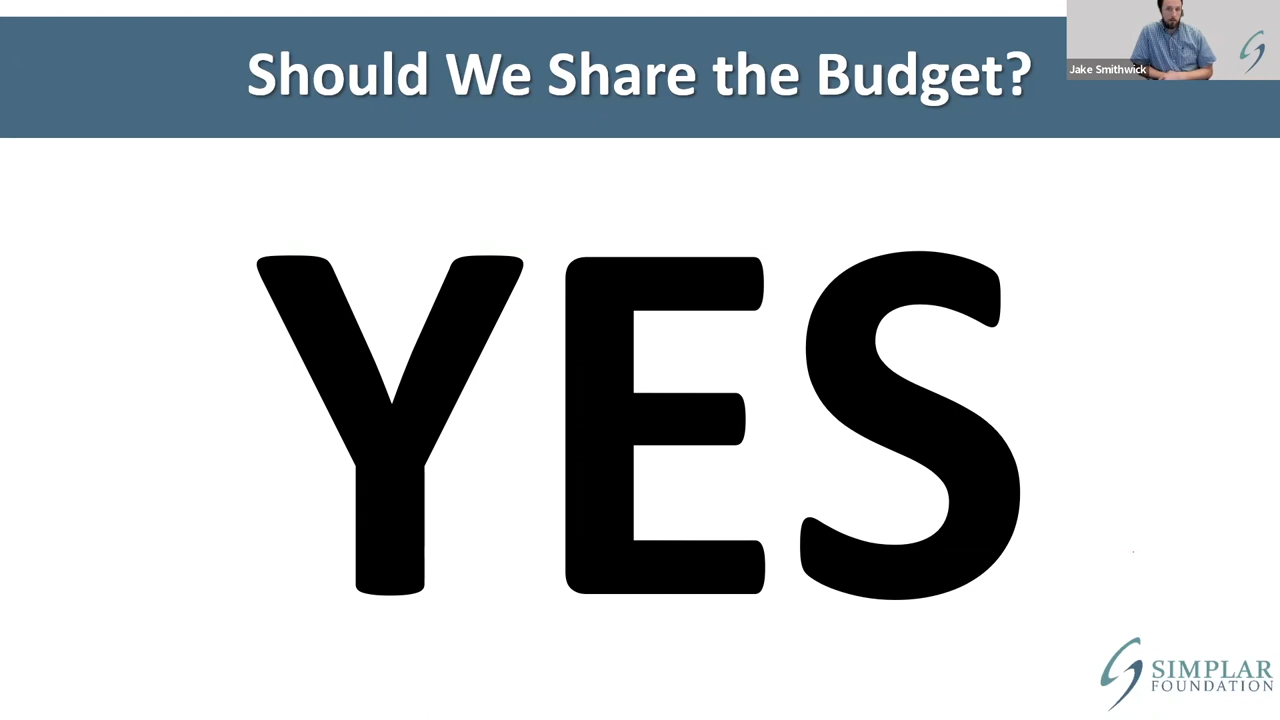 Should We Share the Budget?
Jake Smithwick
YES
SIMPLAR
FOUNDATION